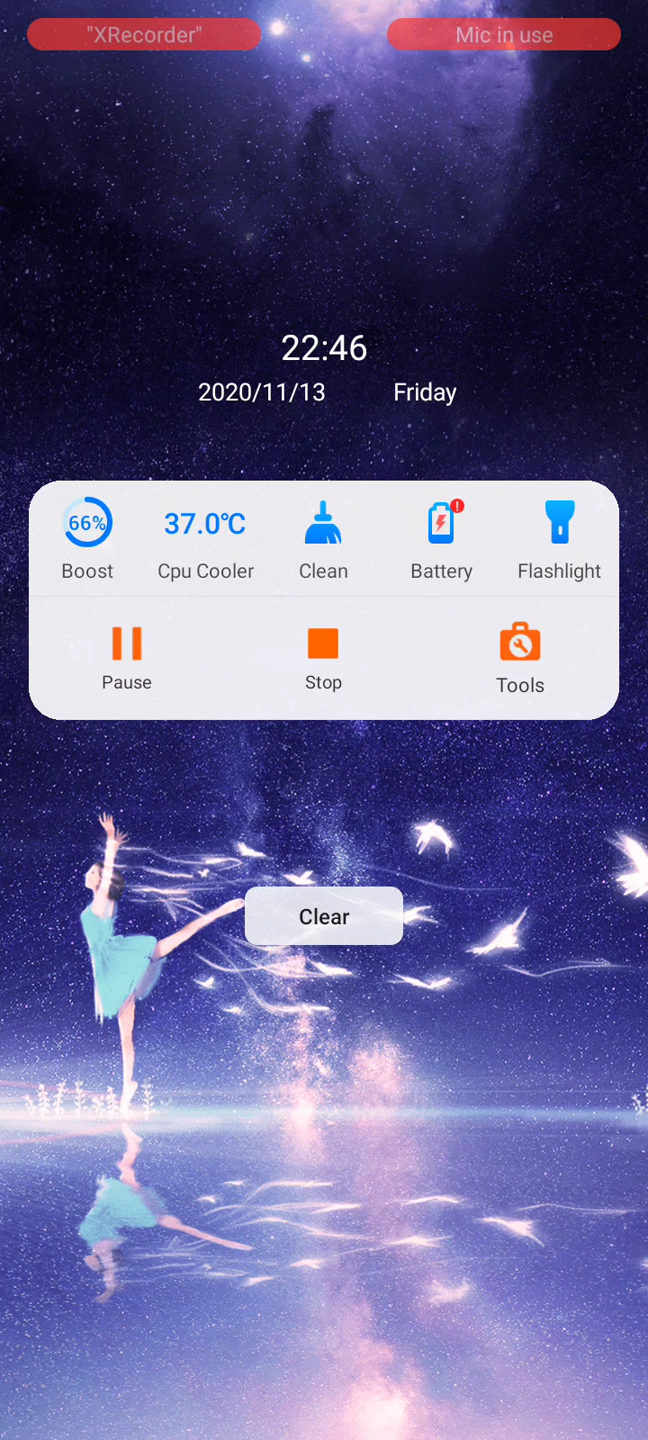 "XRecorder" Mic in use
22:46
2020/11/13 Friday
66% 37.0°C !
Boost Cpu Cooler Clean Battery Flashlight
Pause Stop Tools
Clear